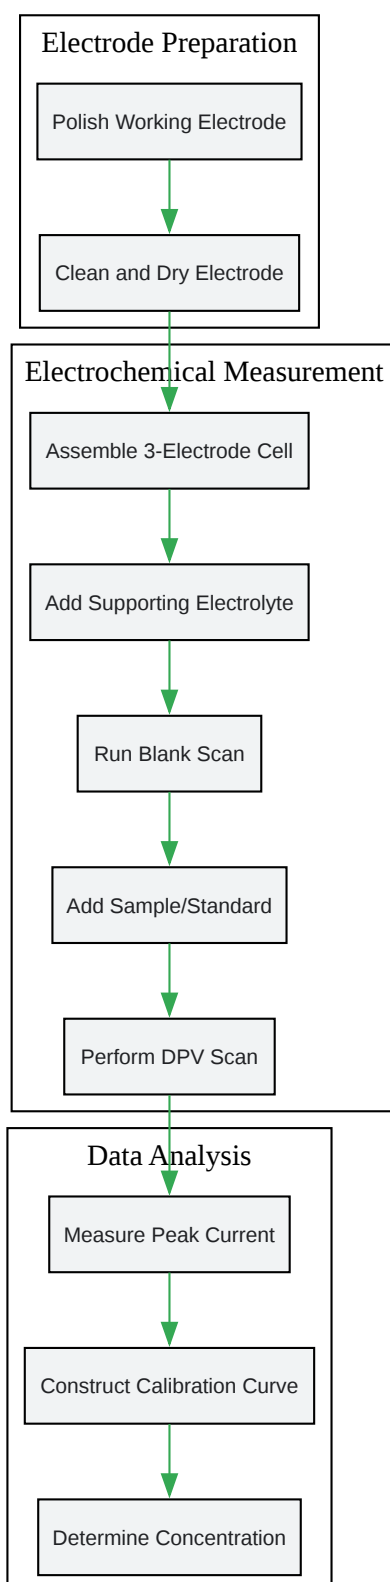 Electrode Preparation
Polish Working Electrode
Clean and Dry Electrode
Electrochemical Measurement
Assemble 3-Electrode Cell
Add Supporting Electrolyte
Run Blank Scan
Add Sample/Standard
Perform DPV Scan
Data Analysis
Measure Peak Current
Construct Calibration Curve
Determine Concentration